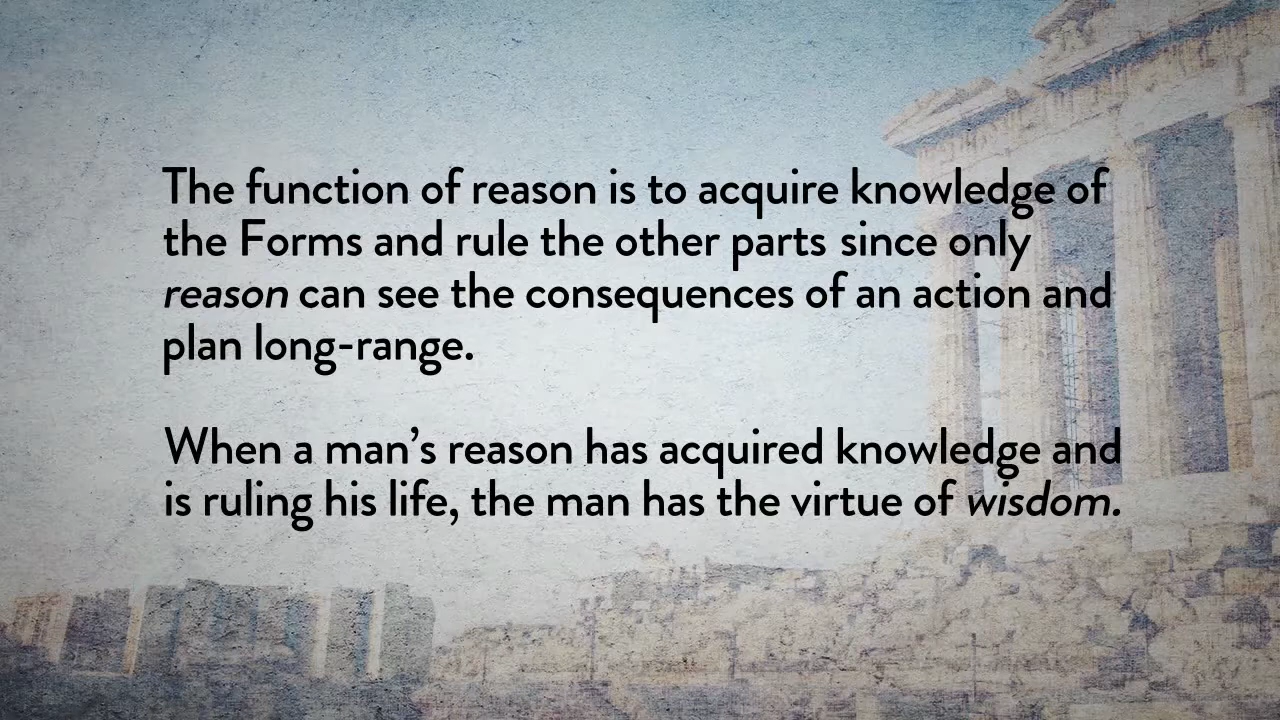 The function of reason is to acquire knowledge of
the Forms and rule the other parts since only
reason can see the consequences of an action and
plan long-range.
When a man’s reason has acquired knowledge and
is ruling his life, the man has the virtue of wisdom.